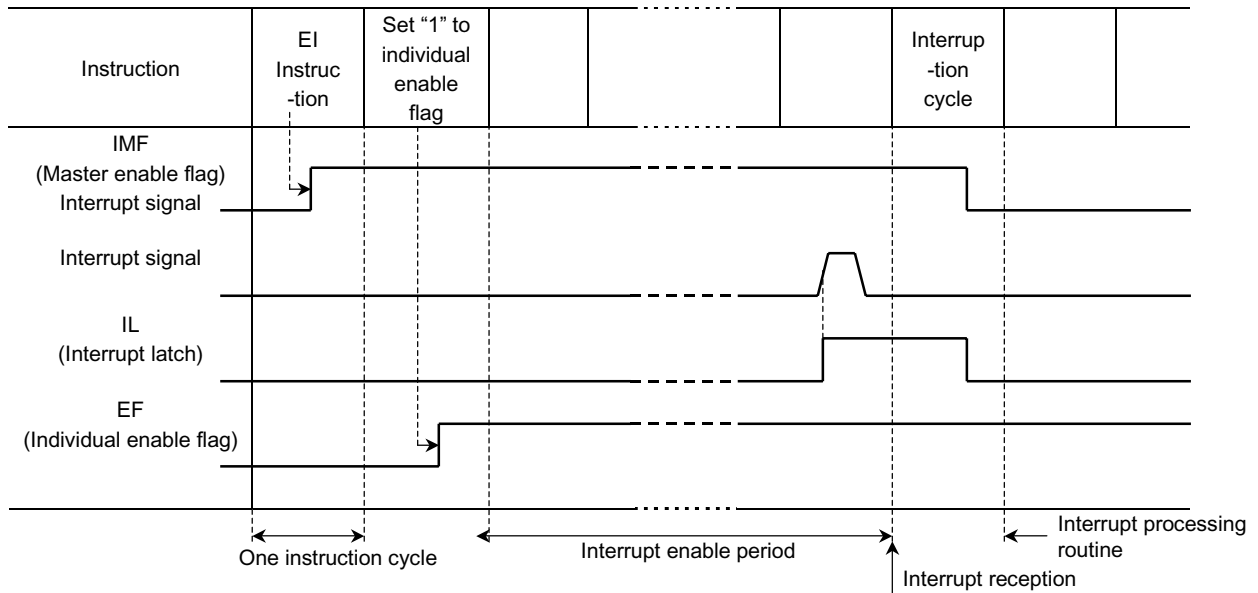 Instruction
EI
Instruc
-tion
Set “1” to
individual
enable
flag
Interrup
-tion
cycle
IMF
(Master enable flag)
Interrupt signal
Interrupt signal
IL
(Interrupt latch)
EF
(Individual enable flag)
One instruction cycle
Interrupt enable period
Interrupt processing
routine
Interrupt reception